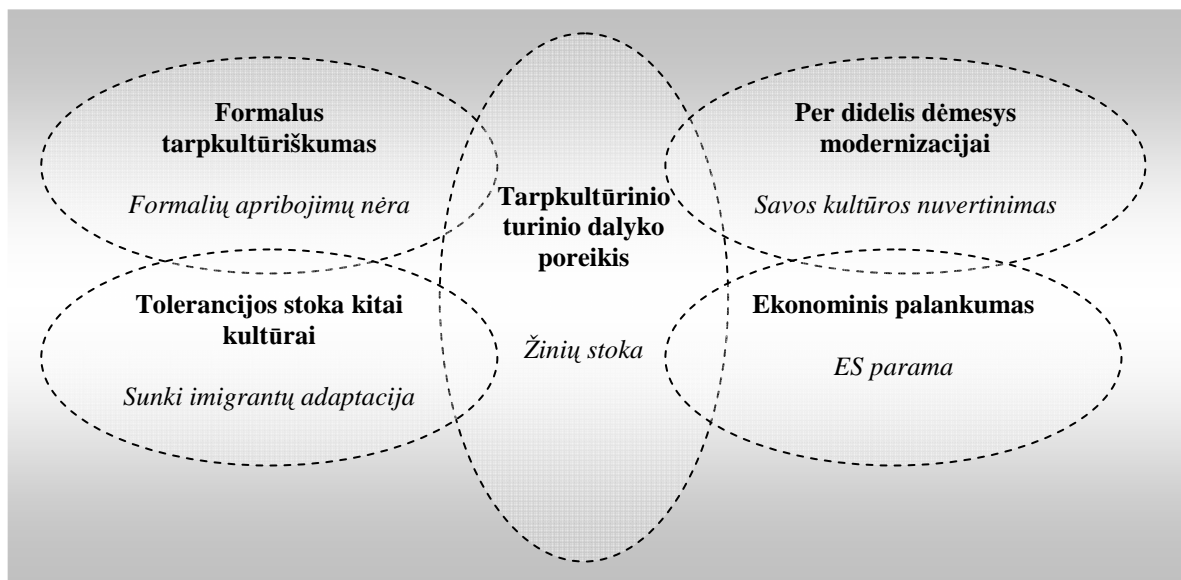 Formalus
tarpkultūriškumas
Formalių apribojimų nėra
Tolerancijos stoka kitai
kultūrai
Sunki imigrantų adaptacija
Tarpkultūrinio
turinio dalyko
poreikis
Žinių stoka
Per didelis dėmesys
modernizacijai
Savos kultūros nuvertinimas
Ekonominis palankumas
ES parama